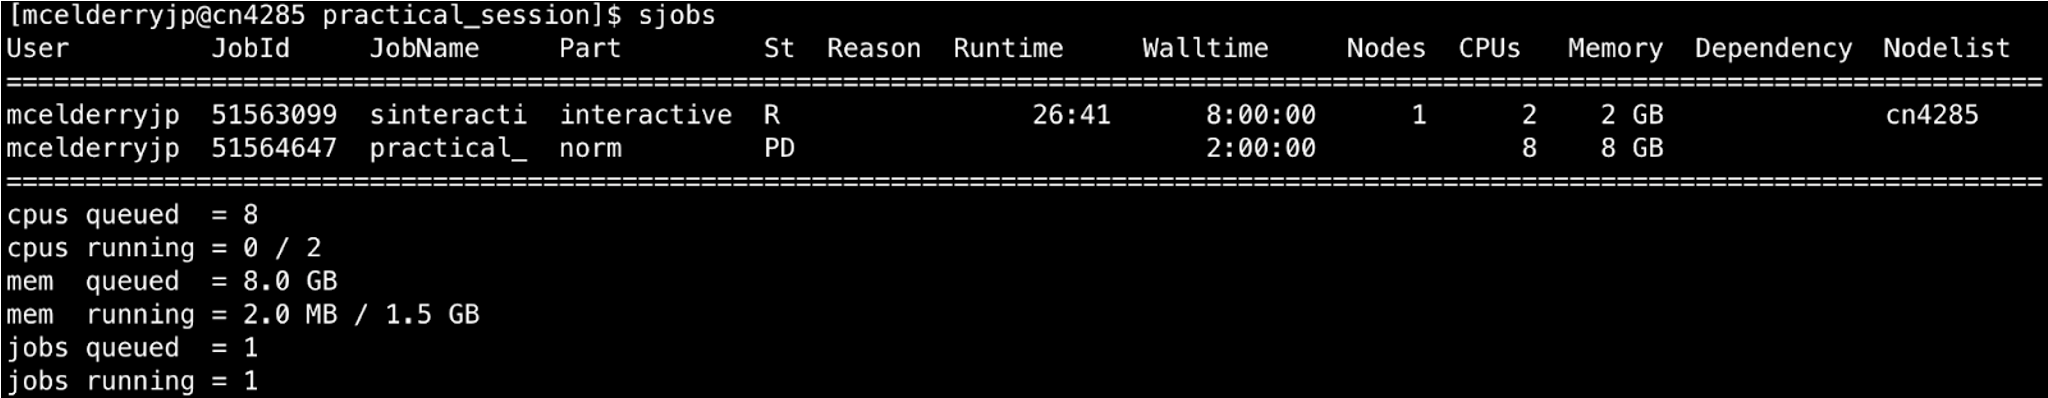 [mcelderryjp@cn4285 practical_session]$ sjobs
User         JobId     JobName     Part         St  Reason  Runtime     Walltime     Nodes  CPUs   Memory  Dependency  Nodelist
===================================================================================================================================
mcelderryjp  51563099  sinteracti  interactive  R                26:41      8:00:00      1      2    2 GB              cn4285
mcelderryjp  51564647  practical_  norm         PD                          2:00:00             8    8 GB
===================================================================================================================================
cpus queued  = 8
cpus running = 0 / 2
mem  queued  = 8.0 GB
mem  running = 2.0 MB / 1.5 GB
jobs queued  = 1
jobs running = 1